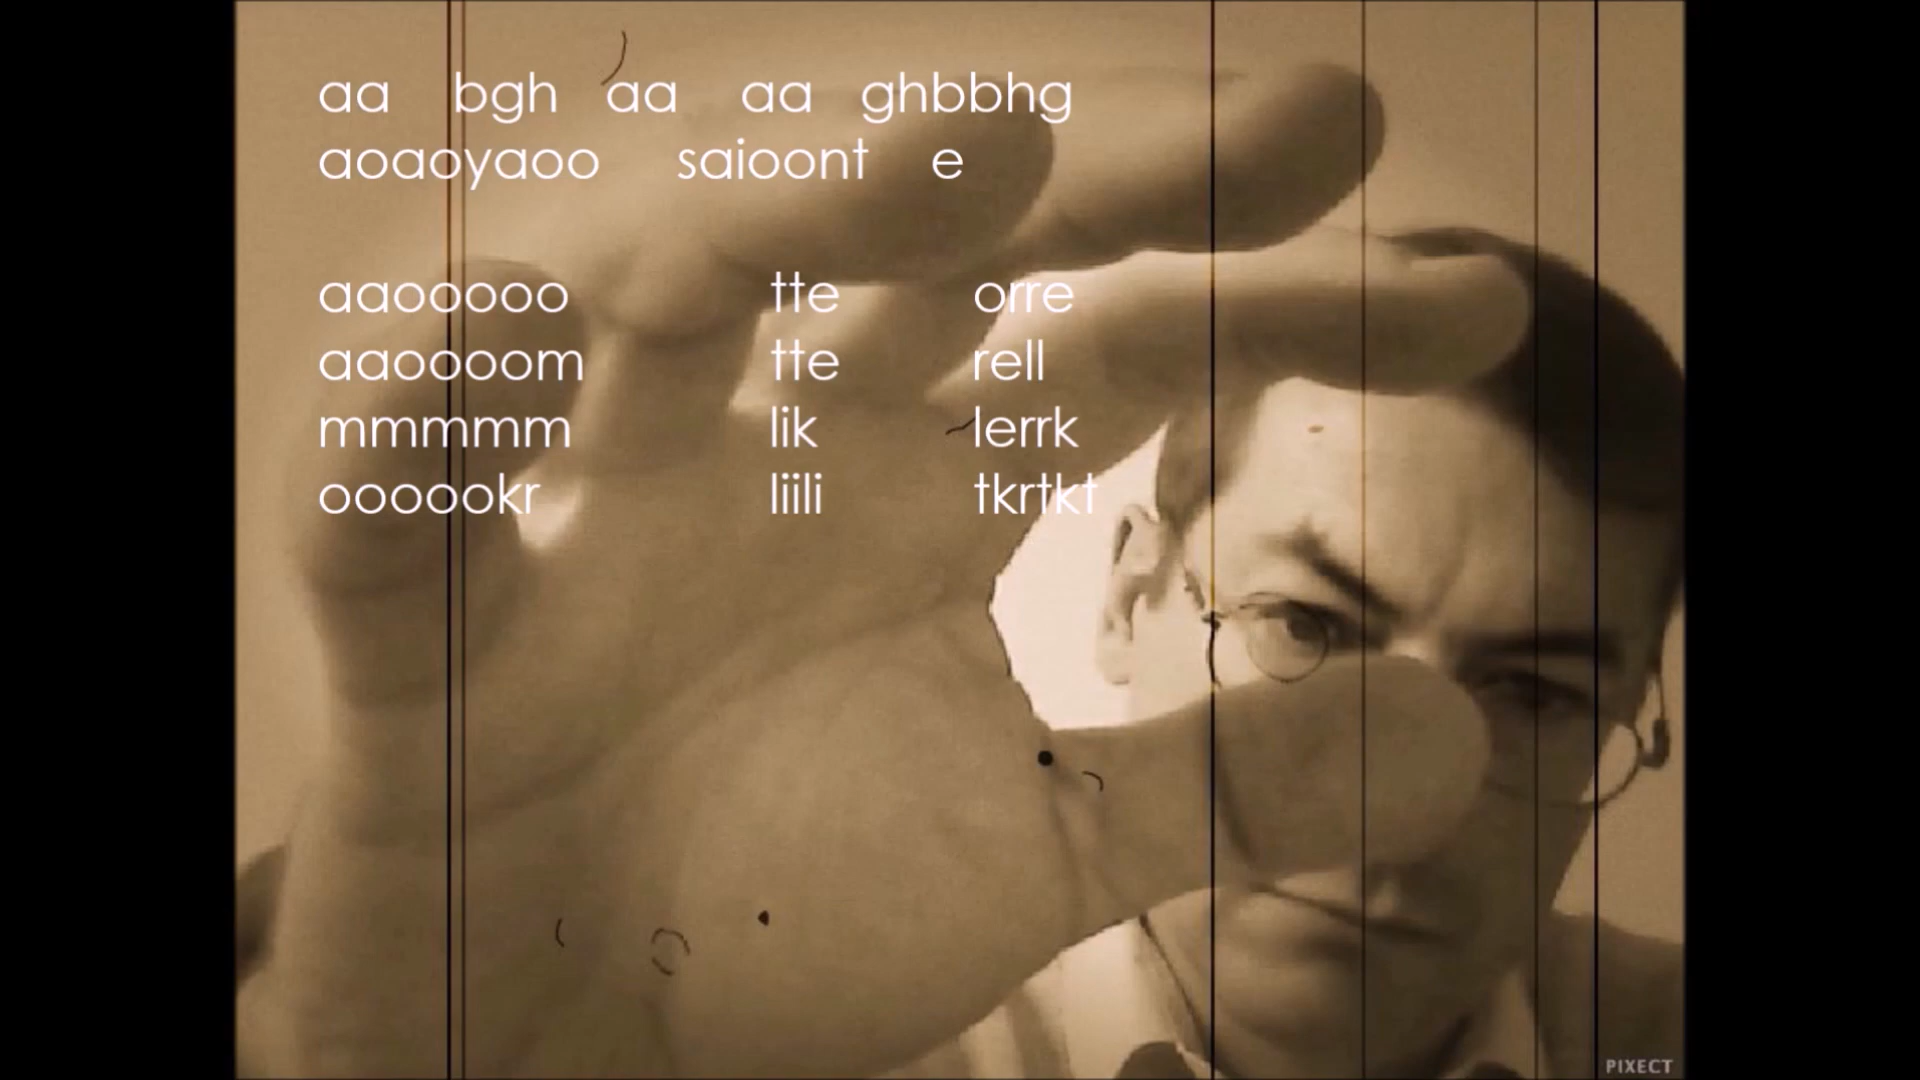 aa bgh aa aa ghbbhg
aoaoyaoo saioont e
aaooooo tte orre
aaoooom tte rell
mmmmm lik lerrk
oooookr liili tkrtkt
PIXECT